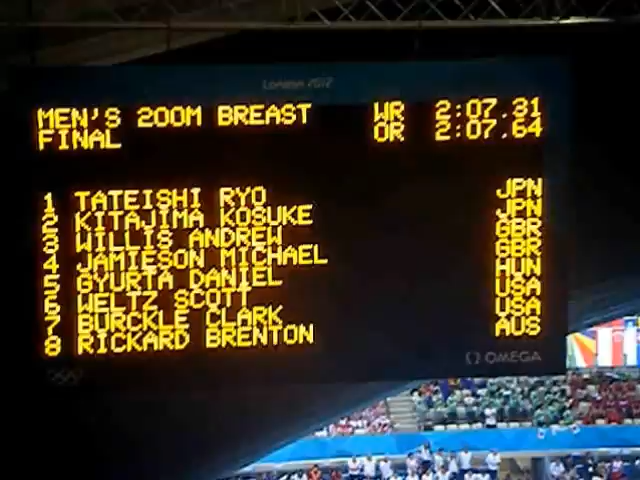 London 2012
MEN'S 200M BREAST WR 2:07.31
FINAL OR 2:07.64
1 TATEISHI RYO JPN
2 KITAJIMA KOSUKE JPN
3 WILLIS ANDREW GBR
4 JAMIESON MICHAEL GBR
5 GYURTA DANIEL HUN
6 WELTZ SCOTT USA
7 BURCKLE CLARK USA
8 RICKARD BRENTON AUS
Ω OMEGA